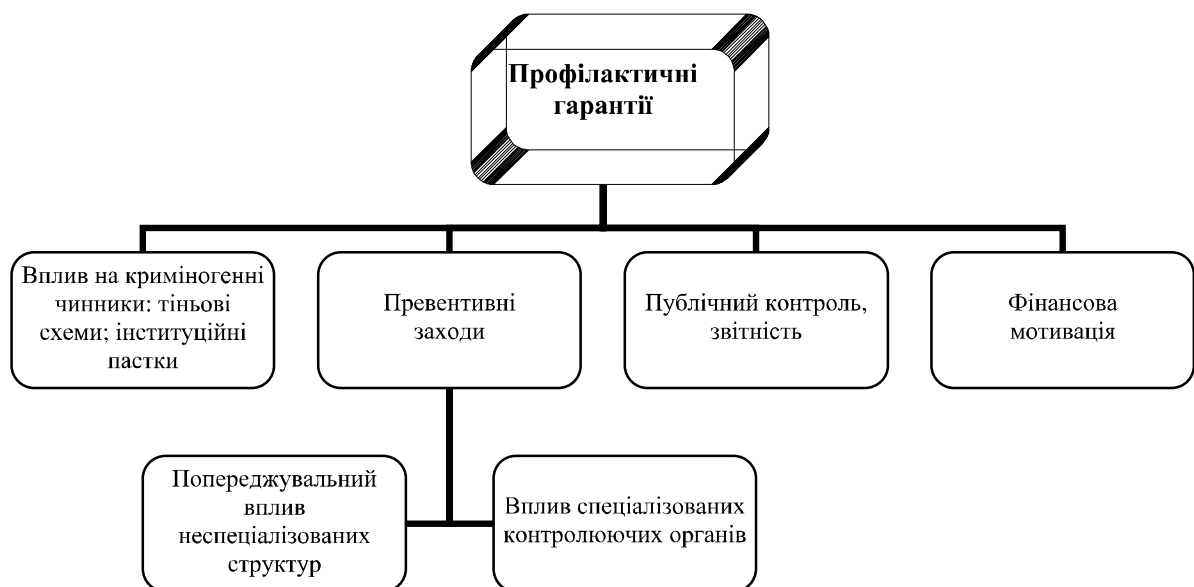 Профілактичні
гарантії
Вплив на криміногенні
чинники: тіньові
схеми; інституційні
пастки
Превентивні
заходи
Публічний контроль,
звітність
Фінансова
мотивація
Попереджувальний
вплив
неспеціалізованих
структур
Вплив спеціалізованих
контролюючих органів